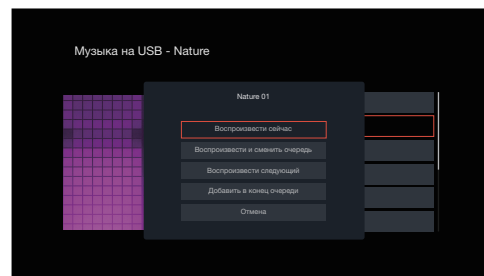 Музыка на USB - Nature
Nature 01
Воспроизвести сейчас
Воспроизвести и сменить очередь
Воспроизвести следующий
Добавить в конец очереди
Отмена